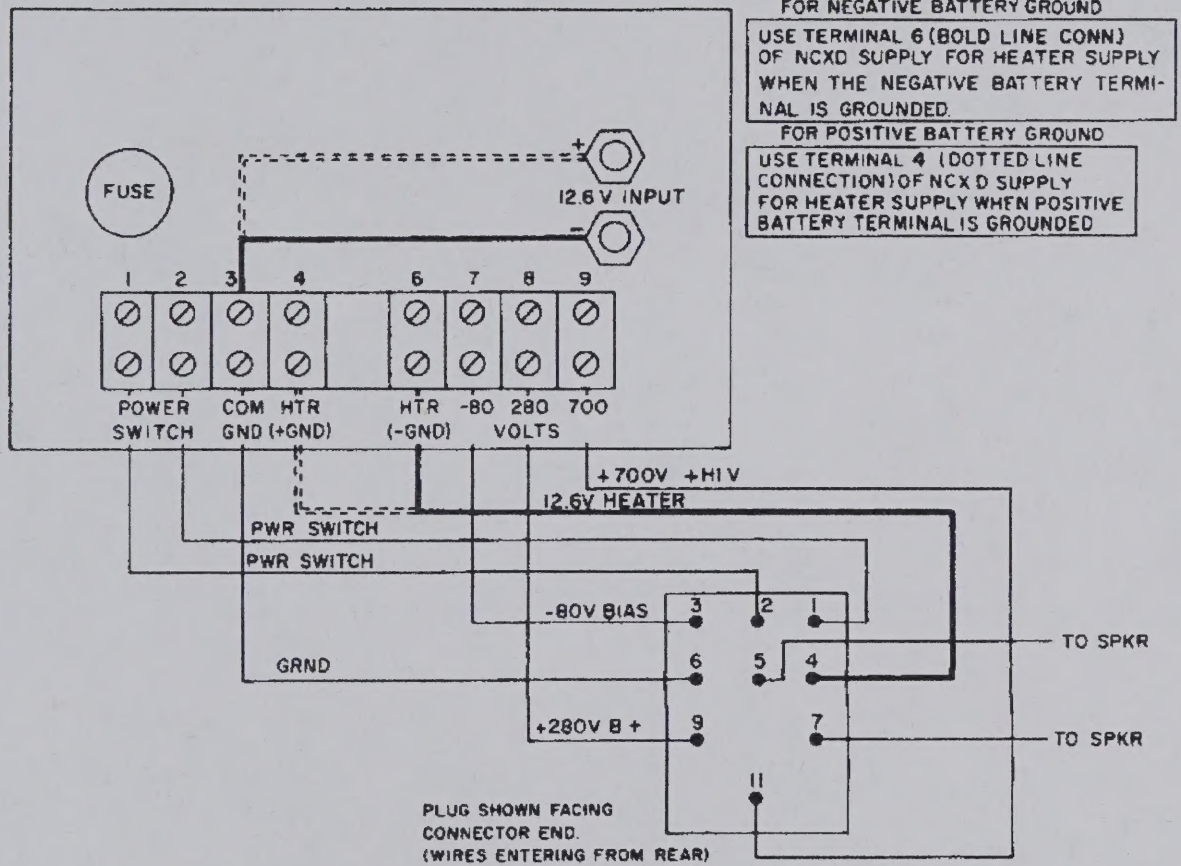 FOR NEGATIVE BATTERY GROUND
USE TERMINAL 6 (BOLD LINE CONN.)
OF NCXD SUPPLY FOR HEATER SUPPLY
WHEN THE NEGATIVE BATTERY TERMI-
NAL IS GROUNDED.
FOR POSITIVE BATTERY GROUND
USE TERMINAL 4 (DOTTED LINE
CONNECTION) OF NCX D SUPPLY
FOR HEATER SUPPLY WHEN POSITIVE
BATTERY TERMINAL IS GROUNDED
FUSE
+
12.6 V INPUT
-
1 2 3 4 6 7 8 9
POWER COM HTR HTR -80 280 700
SWITCH GND (+GND) (-GND) VOLTS
+700V +HI V
12.6V HEATER
PWR SWITCH
PWR SWITCH
-80V BIAS 3 2 1
TO SPKR
GRND 6 5 4
+280V B+ 9 7
TO SPKR
11
PLUG SHOWN FACING
CONNECTOR END.
(WIRES ENTERING FROM REAR)